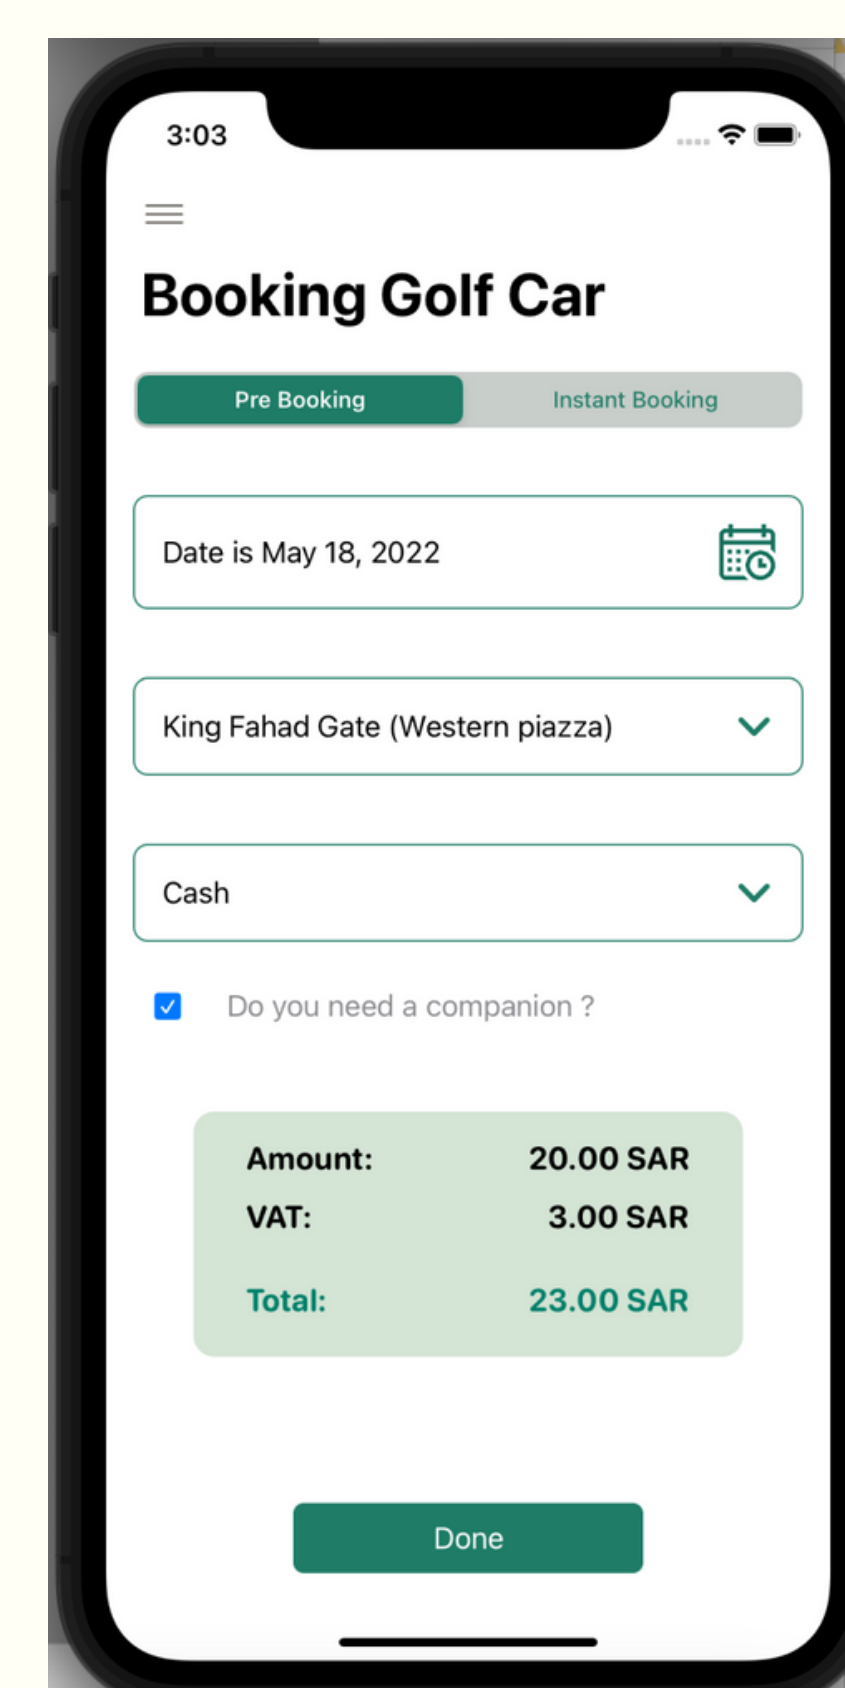 3:03
Booking Golf Car
Pre Booking Instant Booking
Date is May 18, 2022
King Fahad Gate (Western piazza)
Cash
Do you need a companion ?
Amount: 20.00 SAR
VAT: 3.00 SAR
Total: 23.00 SAR
Done